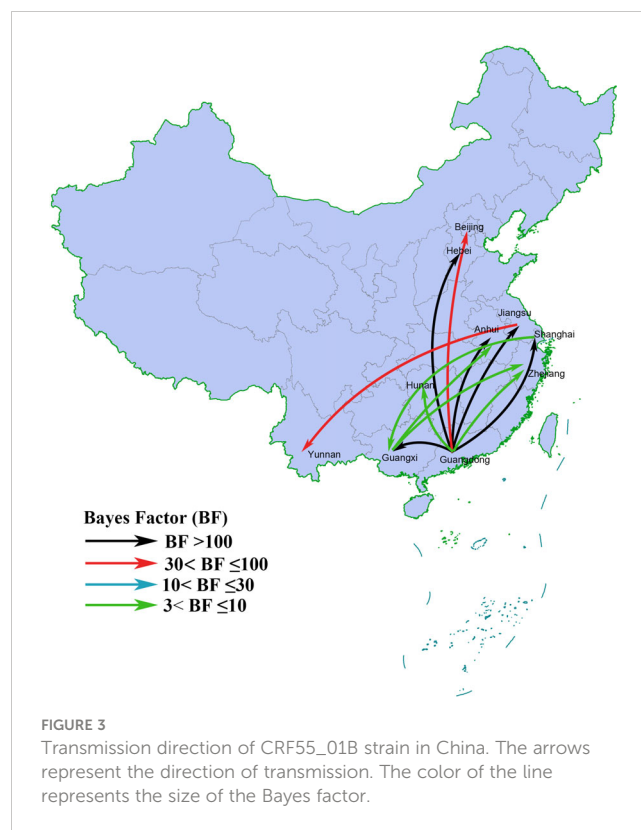 Beijing
Hebei
Jiangsu
Anhui
Shanghai
Zhejiang
Hunan
Yunnan
Guangxi
Guangdong
Bayes Factor (BF)
BF >100
30< BF ≤100
10< BF ≤30
3< BF ≤10
FIGURE 3
Transmission direction of CRF55_01B strain in China. The arrows
represent the direction of transmission. The color of the line
represents the size of the Bayes factor.